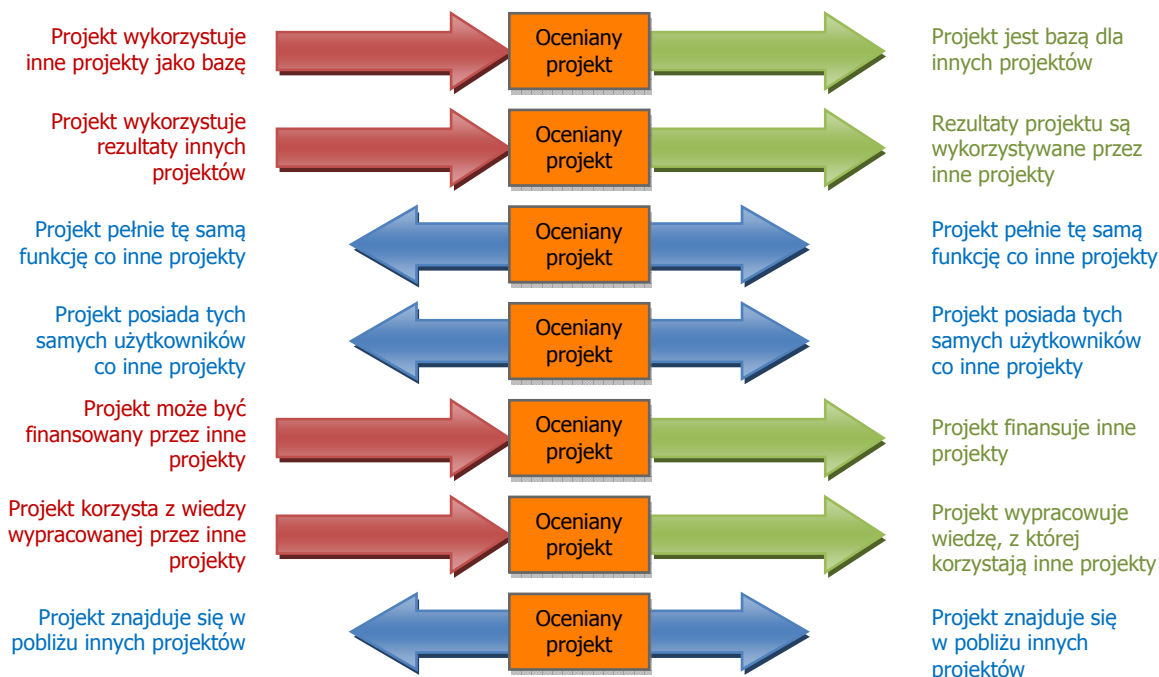 Projekt wykorzystuje
inne projekty jako bazę
Oceniany
projekt
Projekt jest bazą dla
innych projektów
Projekt wykorzystuje
rezultaty innych
projektów
Oceniany
projekt
Rezultaty projektu są
wykorzystywane przez
inne projekty
Projekt pełnie tę samą
funkcję co inne projekty
Oceniany
projekt
Projekt pełnie tę samą
funkcję co inne projekty
Projekt posiada tych
samych użytkowników
co inne projekty
Oceniany
projekt
Projekt posiada tych
samych użytkowników
co inne projekty
Projekt może być
finansowany przez inne
projekty
Oceniany
projekt
Projekt finansuje inne
projekty
Projekt korzysta z wiedzy
wypracowanej przez inne
projekty
Oceniany
projekt
Projekt wypracowuje
wiedzę, z której
korzystają inne projekty
Projekt znajduje się w
pobliżu innych projektów
Oceniany
projekt
Projekt znajduje się
w pobliżu innych
projektów